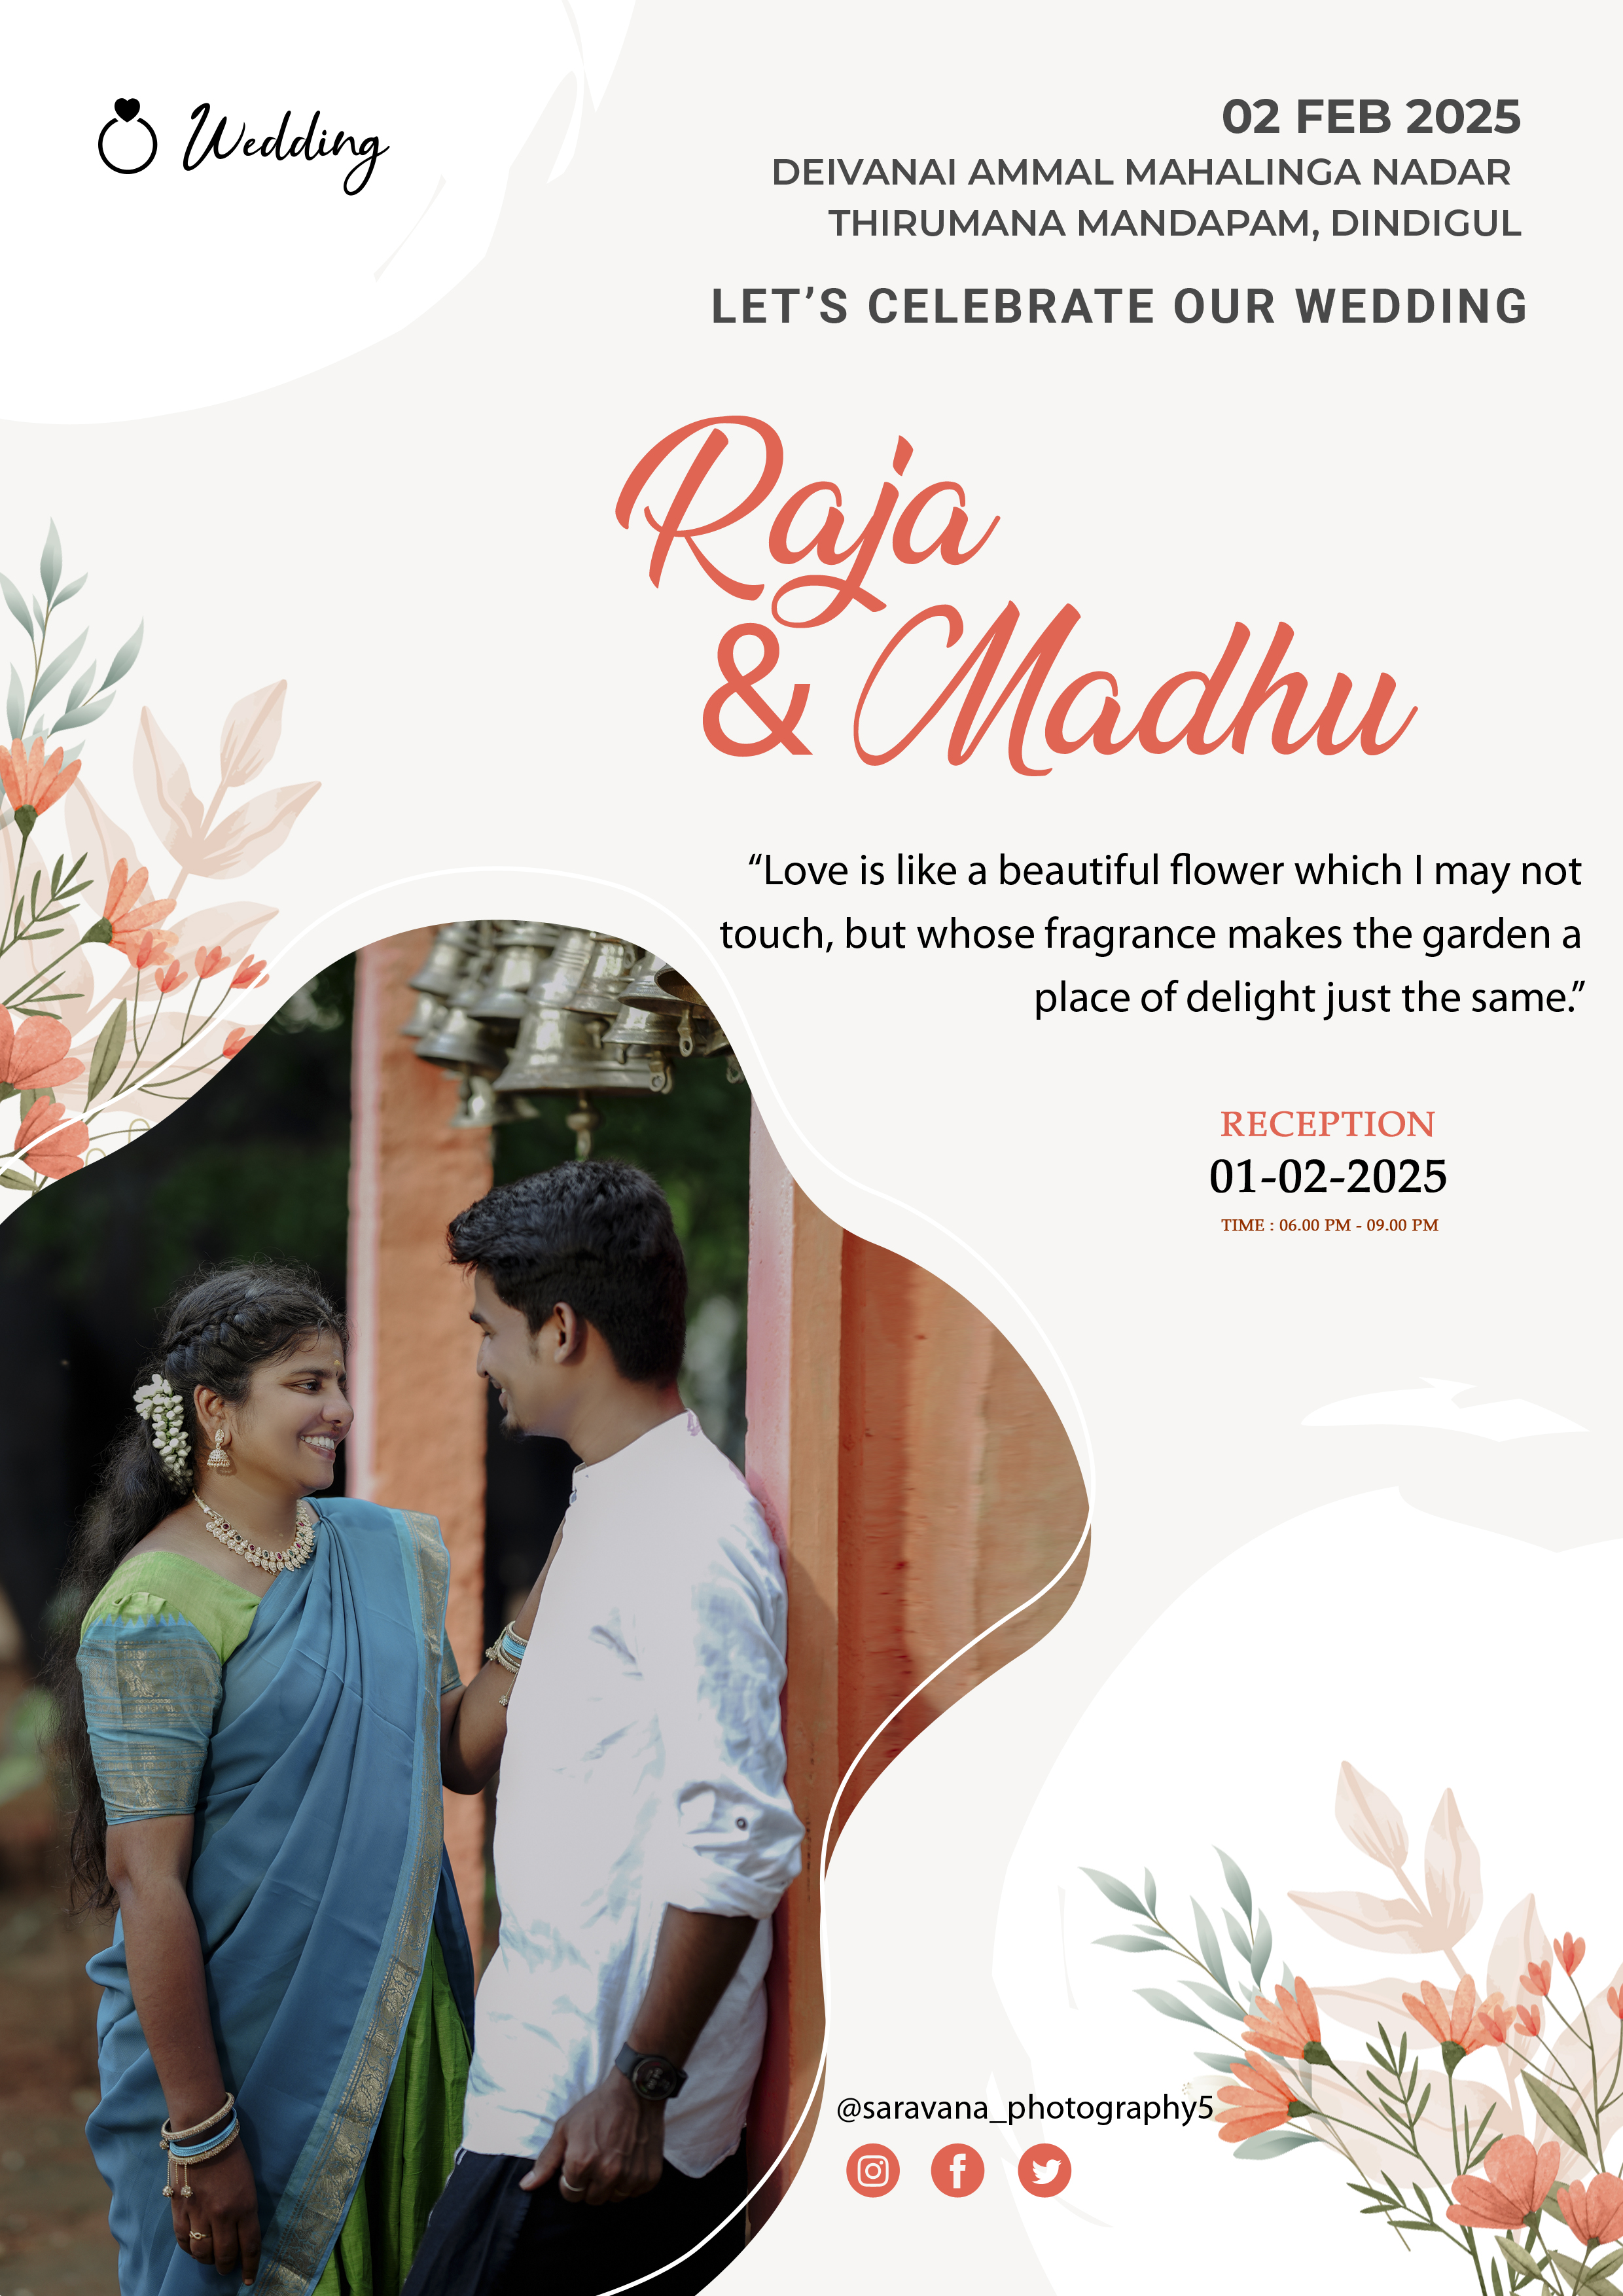 Wedding
02 FEB 2025
DEIVANAI AMMAL MAHALINGA NADAR
THIRUMANA MANDAPAM, DINDIGUL
LET’S CELEBRATE OUR WEDDING
Raja
& Madhu
“Love is like a beautiful flower which I may not
touch, but whose fragrance makes the garden a
place of delight just the same.”
RECEPTION
01-02-2025
TIME : 06.00 PM - 09.00 PM
@saravana_photography5